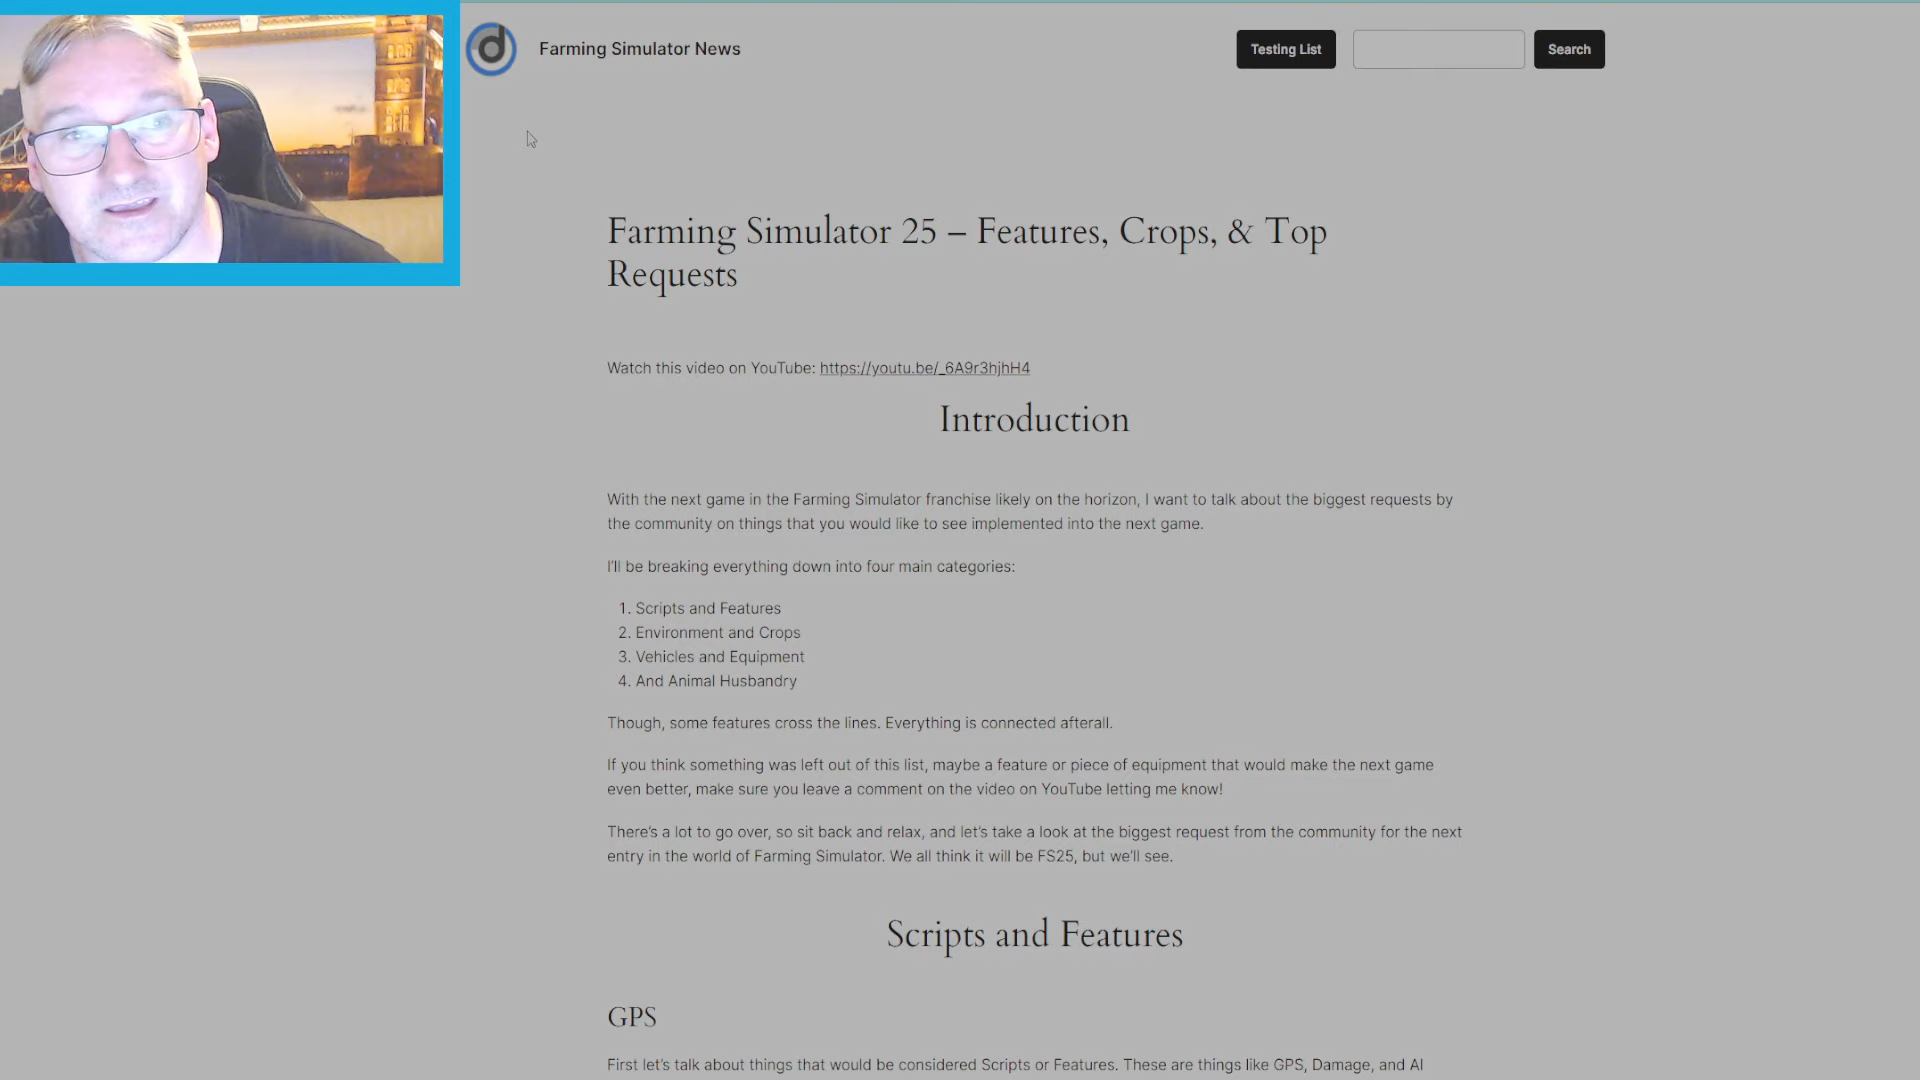 Farming Simulator News
Testing List
Search
Farming Simulator 25 – Features, Crops, & Top
Requests
Watch this video on YouTube: https://youtu.be/_6A9r3hjhH4
Introduction
With the next game in the Farming Simulator franchise likely on the horizon, I want to talk about the biggest requests by
the community on things that you would like to see implemented into the next game.
I'll be breaking everything down into four main categories:
1. Scripts and Features
2. Environment and Crops
3. Vehicles and Equipment
4. And Animal Husbandry
Though, some features cross the lines. Everything is connected afterall.
If you think something was left out of this list, maybe a feature or piece of equipment that would make the next game
even better, make sure you leave a comment on the video on YouTube letting me know!
There's a lot to go over, so sit back and relax, and let's take a look at the biggest request from the community for the next
entry in the world of Farming Simulator. We all think it will be FS25, but we'll see.
Scripts and Features
GPS
First let's talk about things that would be considered Scripts or Features. These are things like GPS, Damage, and AI